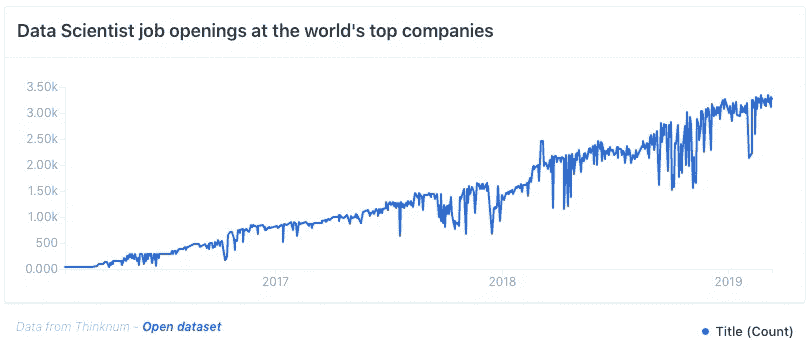 Data Scientist job openings at the world's top companies
3.50k
3.00k
2.50k
2.00k
1.50k
1.00k
500
0.000
2017 2018 2019
Data from Thinknum - Open dataset
Title (Count)